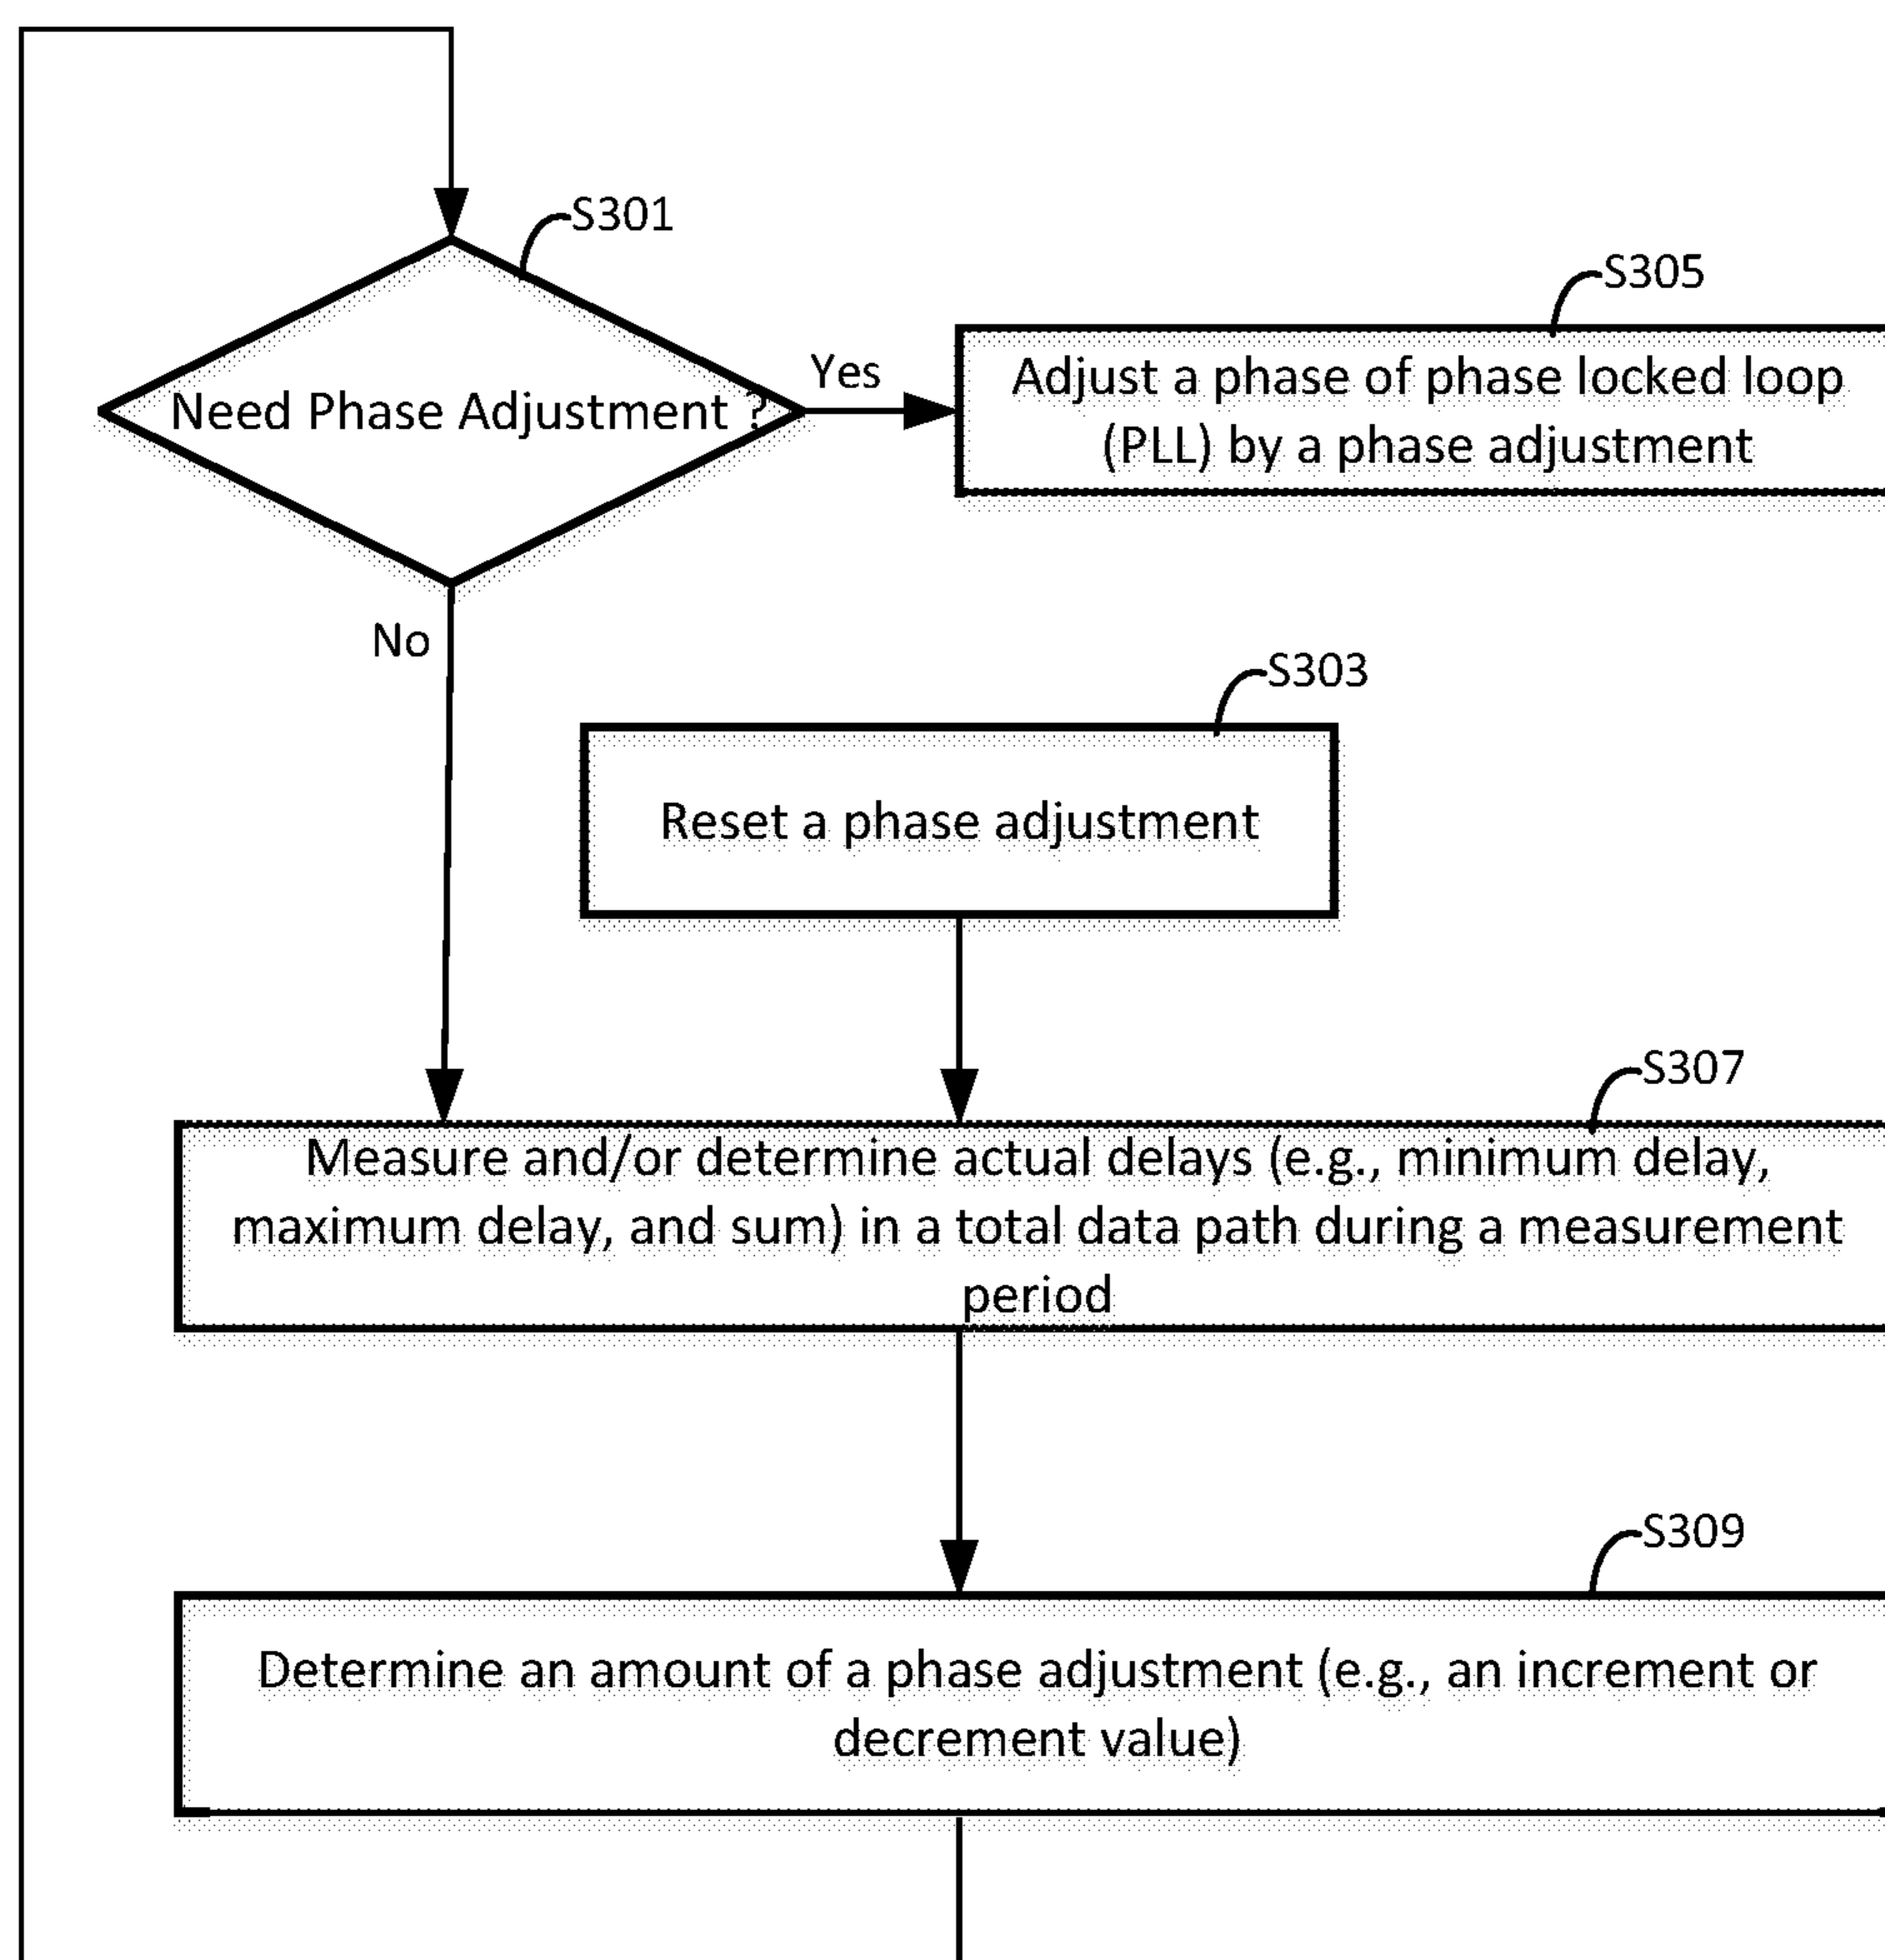 S301
S305
Need Phase Adjustment ?
Yes
Adjust a phase of phase locked loop
(PLL) by a phase adjustment
No
S303
Reset a phase adjustment
S307
Measure and/or determine actual delays (e.g., minimum delay,
maximum delay, and sum) in a total data path during a measurement
period
S309
Determine an amount of a phase adjustment (e.g., an increment or
decrement value)